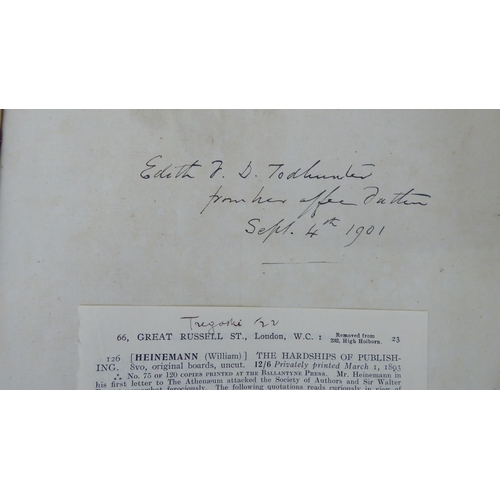 Edith F. D. Todhunter
from her affec. Father
Sept. 4th 1901
Tregaskis '22
66, GREAT RUSSELL ST., London, W.C. 1 Removed from 232, High Holborn. 23
126 [HEINEMANN (William)] THE HARDSHIPS OF PUBLISH-
ING. 8vo, original boards, uncut. 12/6 Privately printed March 1, 1893
∴ No. 75 of 120 COPIES PRINTED AT THE BALLANTYNE PRESS. Mr. Heinemann in
his first letter to The Athenæum attacked the Society of Authors and Sir Walter
ferociously. The following quotations reads curiously in view of